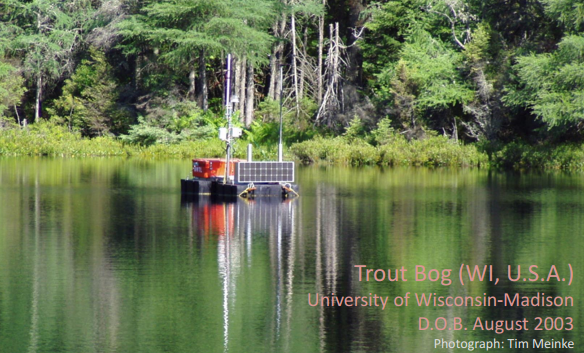 Trout Bog (WI, U.S.A.)
University of Wisconsin-Madison
D.O.B. August 2003
Photograph: Tim Meinke